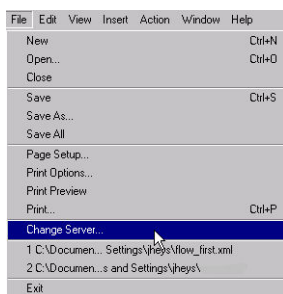 File Edit View Insert Action Window Help
New Ctrl+N
Open... Ctrl+O
Close
Save Ctrl+S
Save As...
Save All
Page Setup...
Print Options...
Print Preview
Print... Ctrl+P
Change Server...
1 C:\Documen... Settings\jheys\flow_first.xml
2 C:\Documen...s and Settings\jheys\
Exit